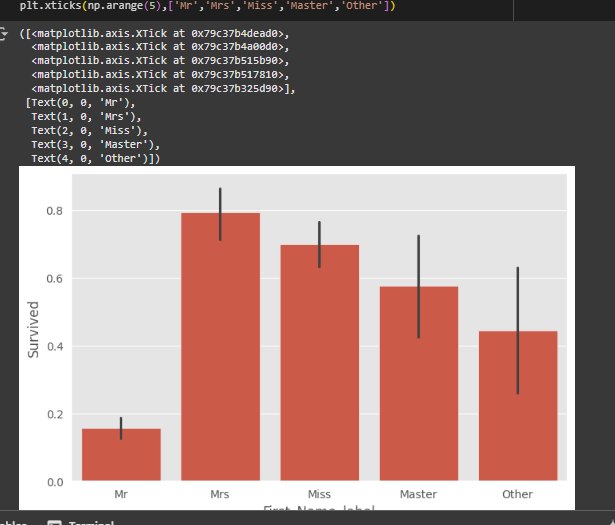 plt.xticks(np.arange(5),['Mr','Mrs','Miss','Master','Other'])
([<matplotlib.axis.XTick at 0x79c37b4dead0>,
<matplotlib.axis.XTick at 0x79c37b4a00d0>,
<matplotlib.axis.XTick at 0x79c37b515b90>,
<matplotlib.axis.XTick at 0x79c37b517810>,
<matplotlib.axis.XTick at 0x79c37b325d90>],
[Text(0, 0, 'Mr'),
Text(1, 0, 'Mrs'),
Text(2, 0, 'Miss'),
Text(3, 0, 'Master'),
Text(4, 0, 'Other')])
0.8
0.6
0.4
0.2
0.0
Survived
Mr Mrs Miss Master Other
First_Name_label
Terminal